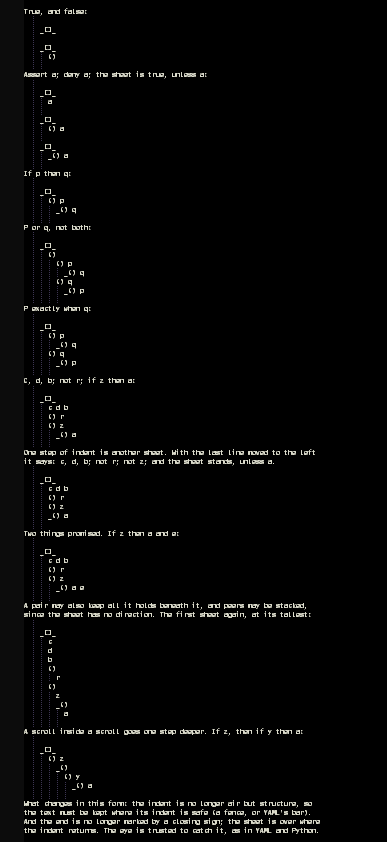 True, and false:
_□_
_□_
()
Assert a; deny a; the sheet is true, unless a:
_□_
a
_□_
() a
_□_
_() a
If p then q:
_□_
() p
_() q
P or q, not both:
_□_
()
() p
_() q
() q
_() p
P exactly when q:
_□_
() p
_() q
() q
_() p
C, d, b; not r; if z then a:
_□_
c d b
() r
() z
_() a
One step of indent is another sheet. With the last line moved to the left
it says: c, d, b; not r; not z; and the sheet stands, unless a.
_□_
c d b
() r
() z
_() a
Two things promised. If z then a and e:
_□_
c d b
() r
() z
_() a e
A pair may also keep all it holds beneath it, and peers may be stacked,
since the sheet has no direction. The first sheet again, at its tallest:
_□_
c
d
b
()
r
()
z
_()
a
A scroll inside a scroll goes one step deeper. If z, then if y then a:
_□_
() z
_()
() y
_() a
What changes in this form: the indent is no longer air but structure, so
the text must be kept where its indent is safe (a fence, or YAML's bar).
And the end is no longer marked by a closing sign; the sheet is over where
the indent returns. The eye is trusted to catch it, as in YAML and Python.